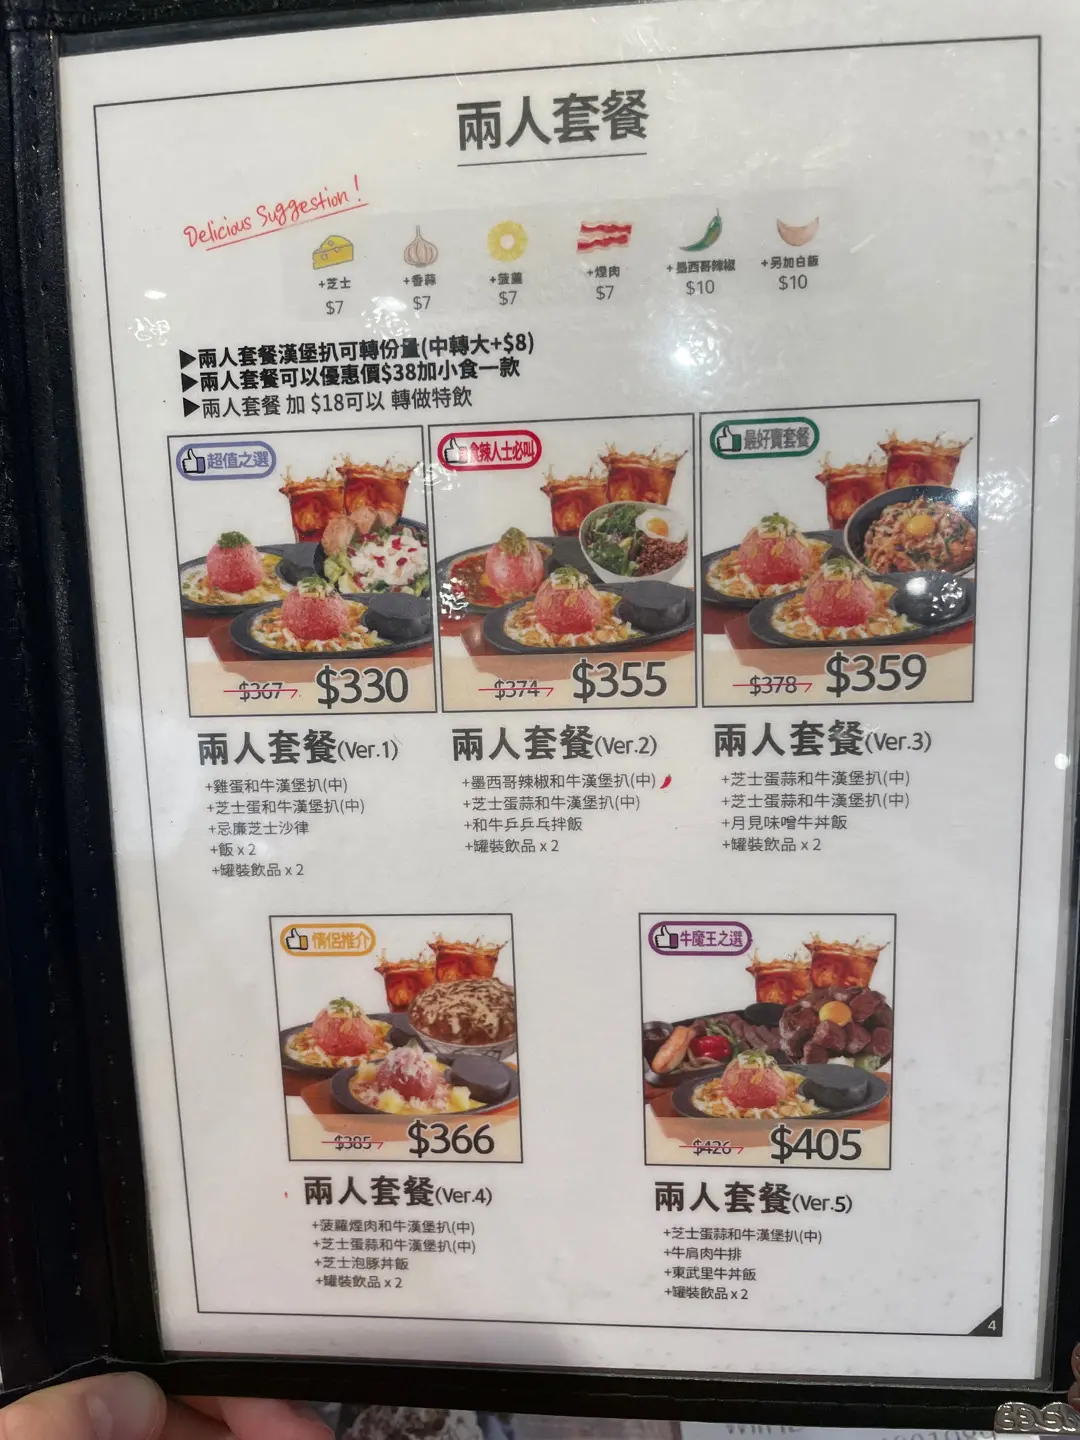 兩人套餐
Delicious Suggestion!
+芝士
$7
+香蒜
$7
+菠蘿
$7
+煙肉
$7
+墨西哥辣椒
$10
+另加白飯
$10
▶兩人套餐漢堡扒可轉份量(中轉大+$8)
▶兩人套餐可以優惠價$38加小食一款
▶兩人套餐 加 $18可以 轉做特飲
超值之選
$367 $330
兩人套餐(Ver.1)
+雞蛋和牛漢堡扒(中)
+芝士蛋和牛漢堡扒(中)
+忌廉芝士沙律
+飯 x 2
+罐裝飲品 x 2
食辣人士必叫
$374 $355
兩人套餐(Ver.2)
+墨西哥辣椒和牛漢堡扒(中)
+芝士蛋蒜和牛漢堡扒(中)
+和牛乒乒乓拌飯
+罐裝飲品 x 2
最好賣套餐
$378 $359
兩人套餐(Ver.3)
+芝士蛋蒜和牛漢堡扒(中)
+芝士蛋蒜和牛漢堡扒(中)
+月見味噌牛丼飯
+罐裝飲品 x 2
情侶推介
$385 $366
兩人套餐(Ver.4)
+菠蘿煙肉和牛漢堡扒(中)
+芝士蛋蒜和牛漢堡扒(中)
+芝士泡豚丼飯
+罐裝飲品 x 2
牛魔王之選
$426 $405
兩人套餐(Ver.5)
+芝士蛋蒜和牛漢堡扒(中)
+牛肩肉牛排
+東武里牛丼飯
+罐裝飲品 x 2
4